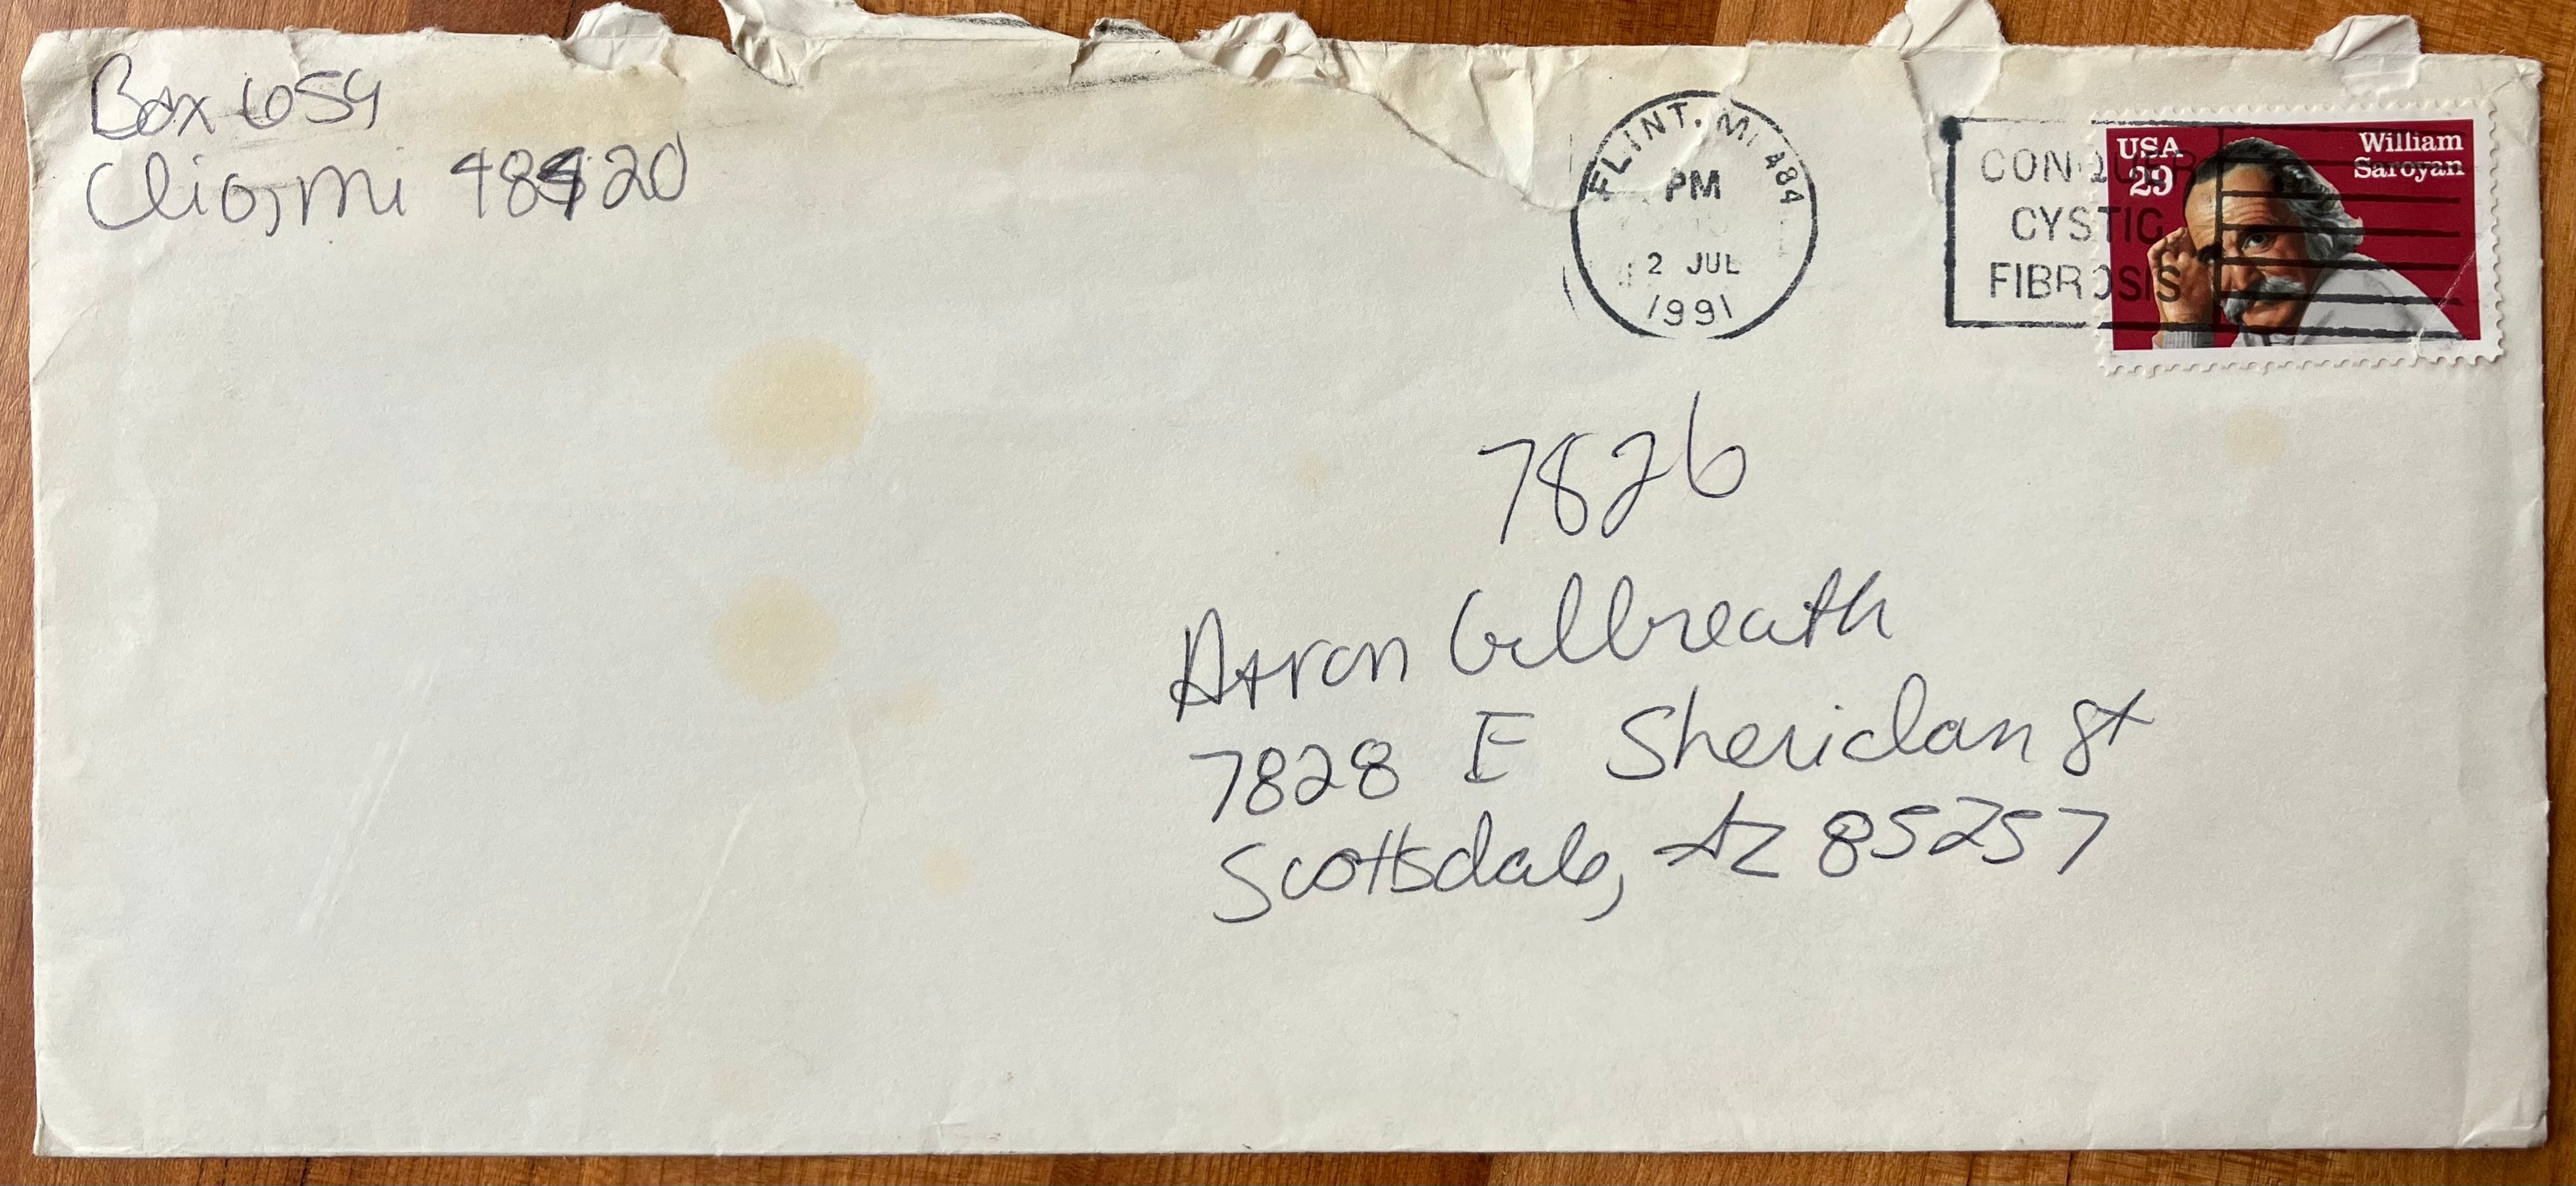 Box 654
Clio, Mi 48420
FLINT, MI 484
PM
2 JUL
1991
CONQUER
CYSTIC
FIBROSIS
USA
29
William
Saroyan
7826
Aaron Gilbreath
7828 E Sheridan St
Scottsdale, AZ 85257